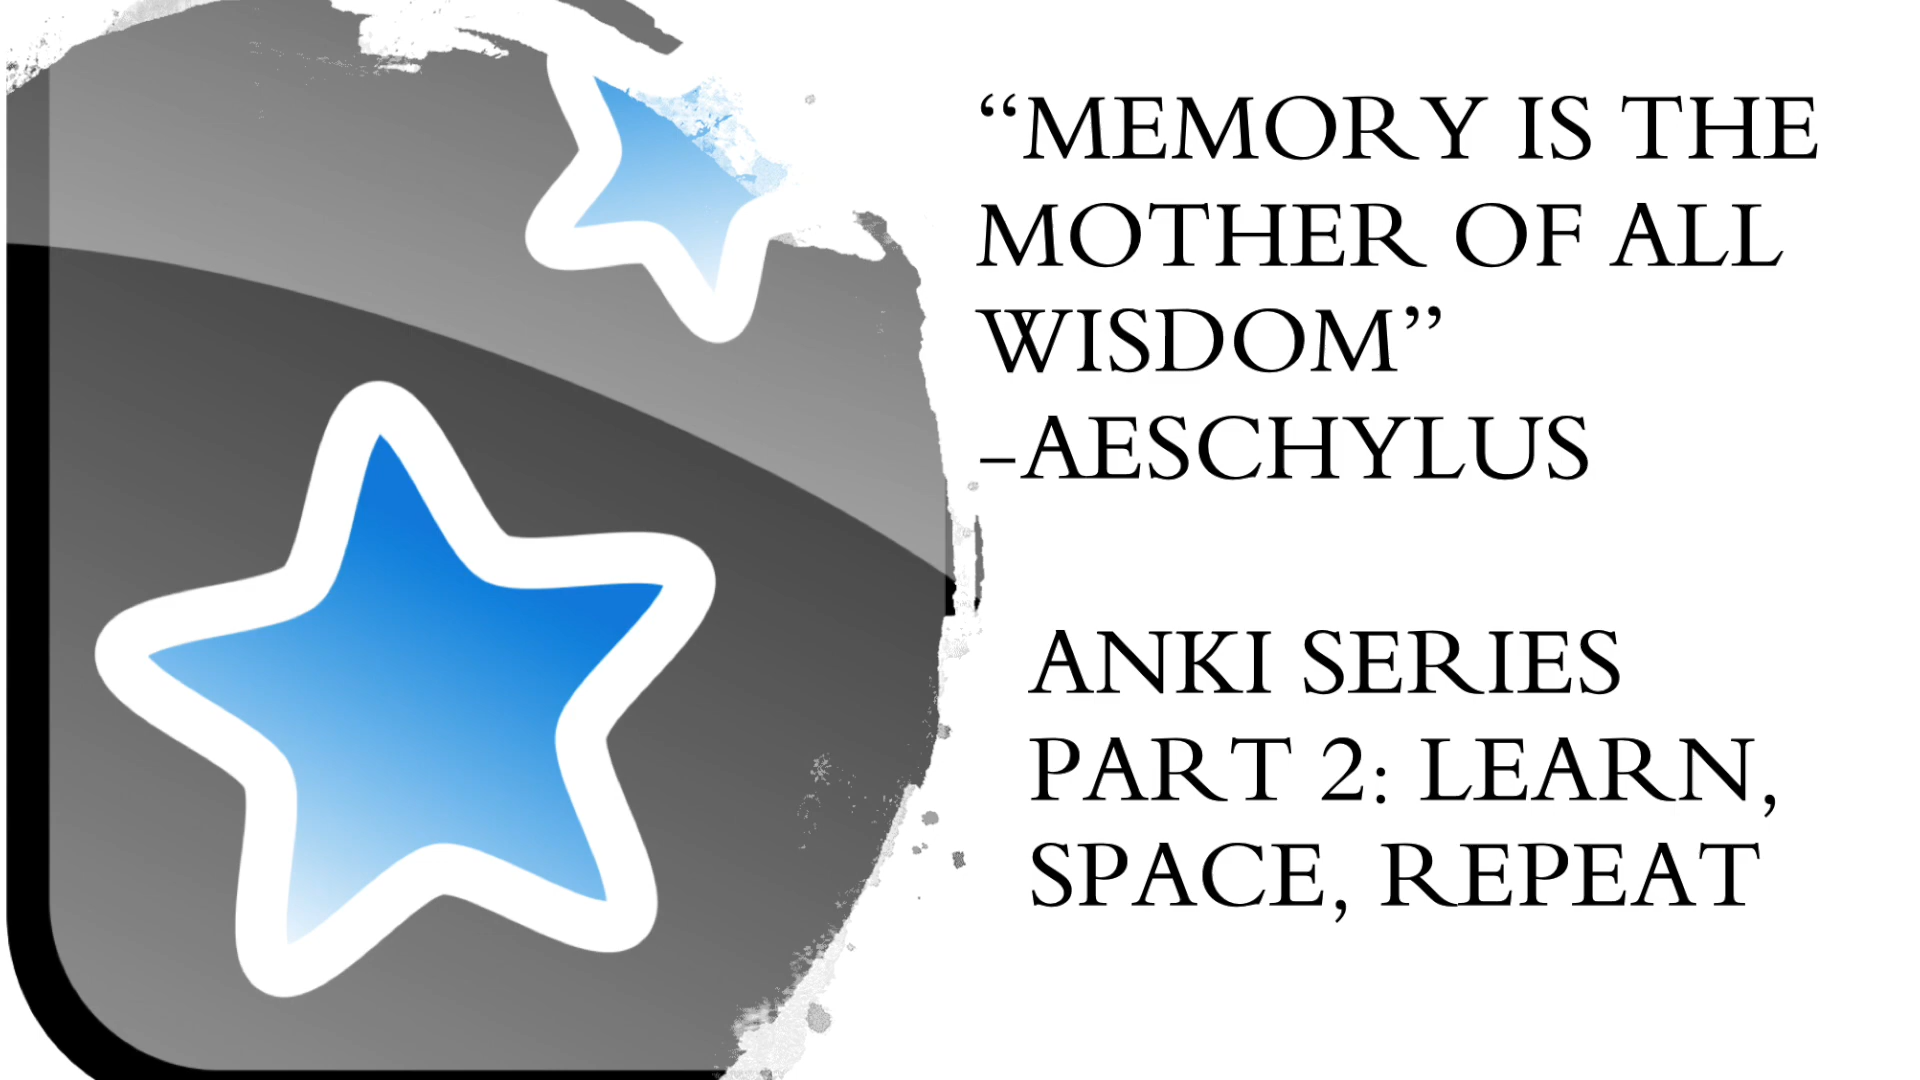 “MEMORY IS THE
MOTHER OF ALL
WISDOM”
–AESCHYLUS
ANKI SERIES
PART 2: LEARN,
SPACE, REPEAT